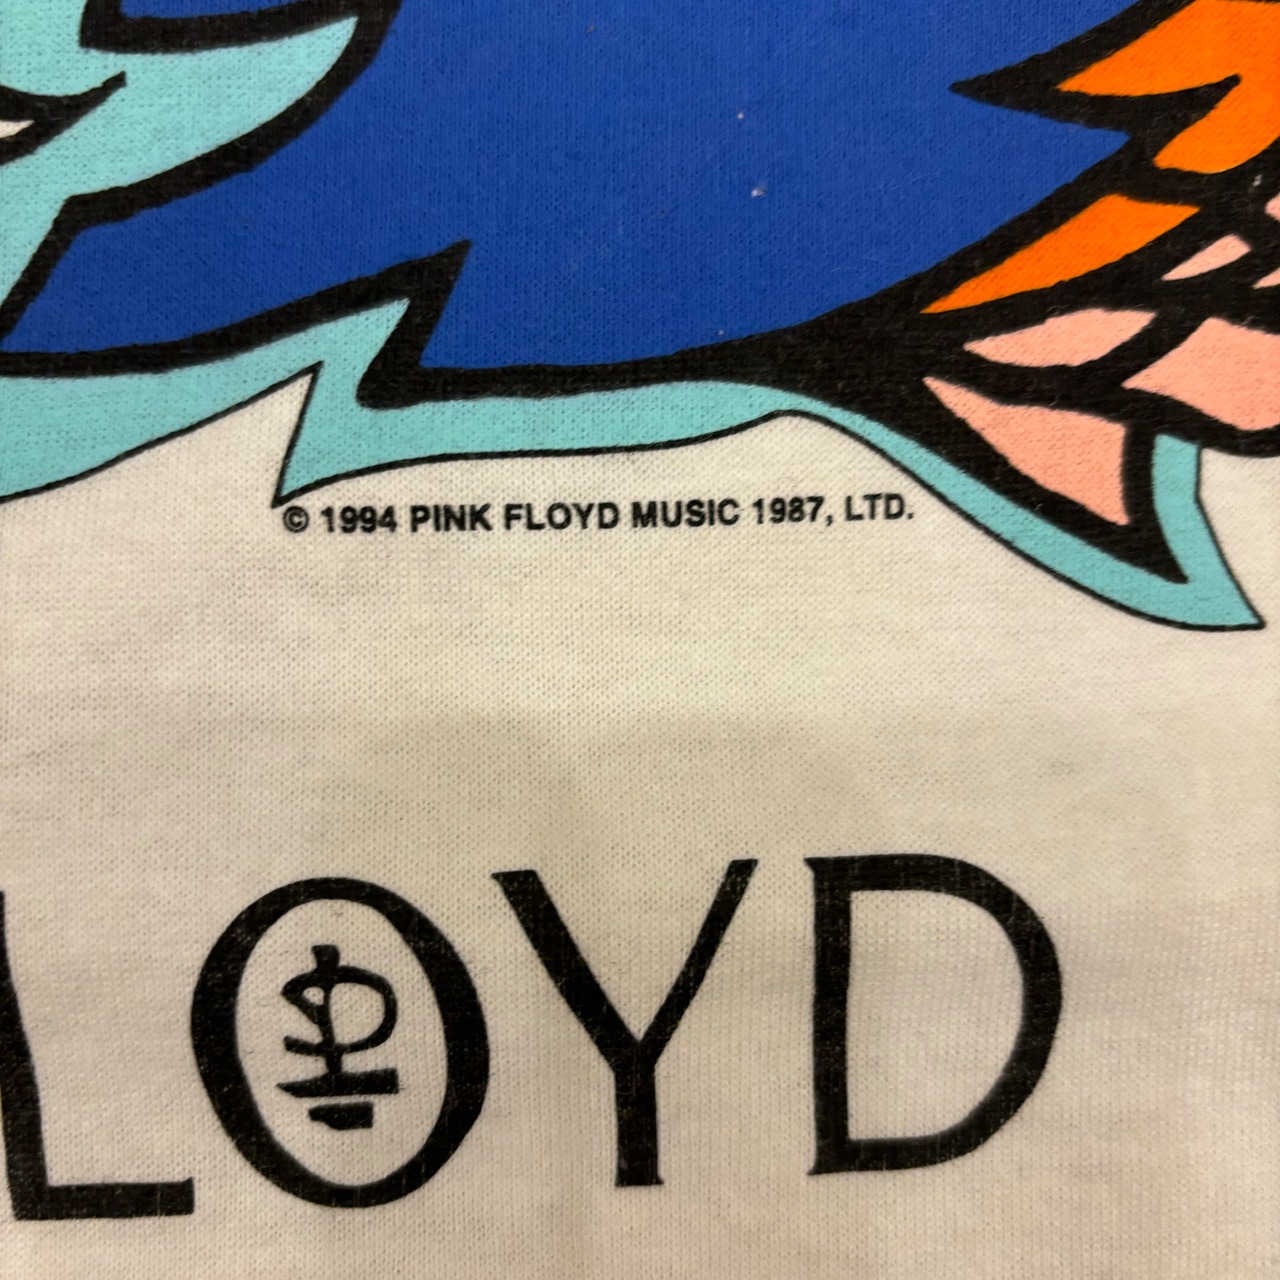 © 1994 PINK FLOYD MUSIC 1987, LTD.
LOYD